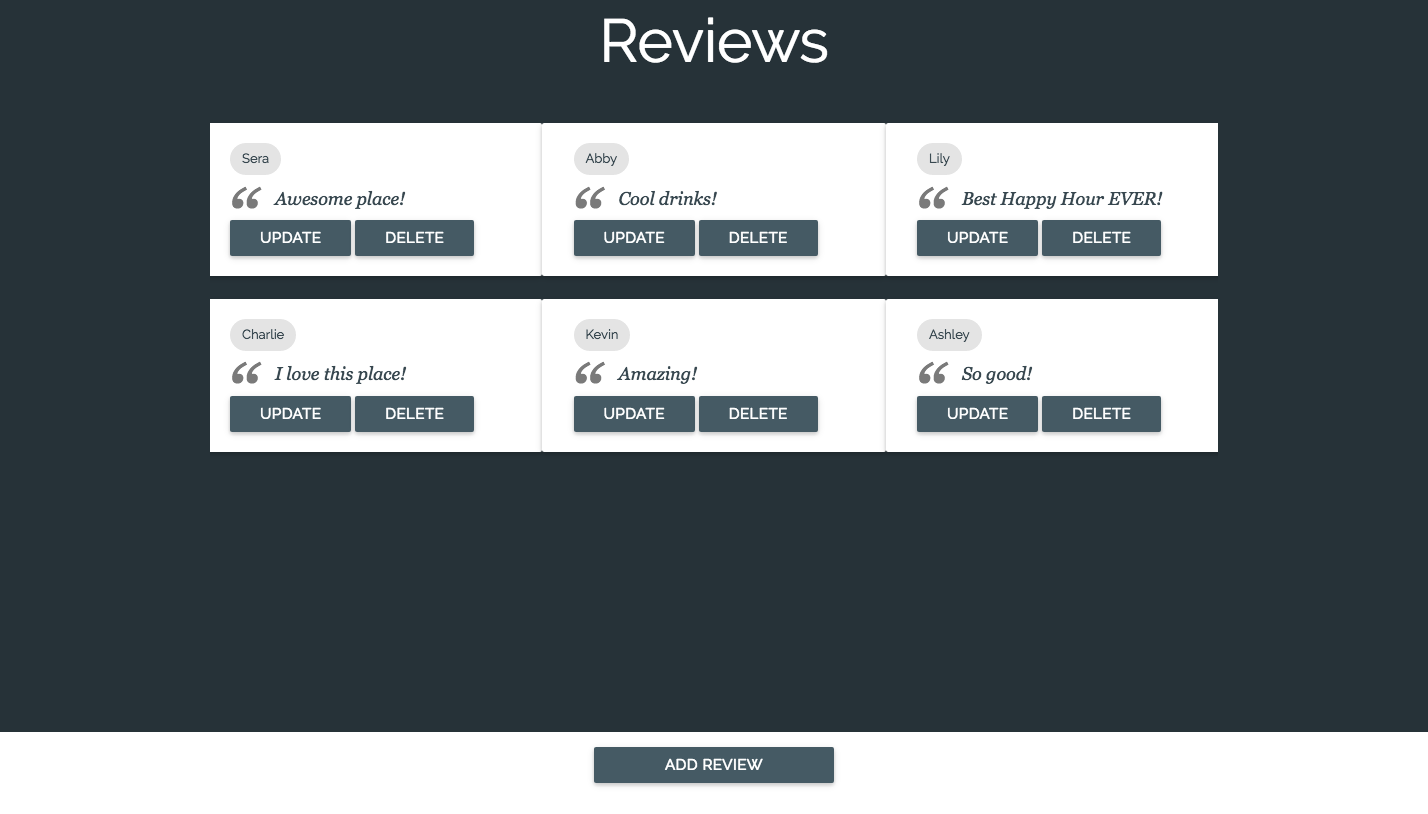 Reviews
Sera
Abby
Lily
“ Awesome place!
“ Cool drinks!
“ Best Happy Hour EVER!
UPDATE DELETE
UPDATE DELETE
UPDATE DELETE
Charlie
Kevin
Ashley
“ I love this place!
“ Amazing!
“ So good!
UPDATE DELETE
UPDATE DELETE
UPDATE DELETE
ADD REVIEW